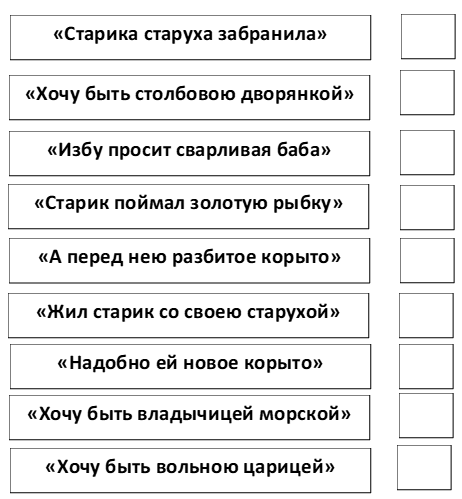 «Старика старуха забранила»
«Хочу быть столбовою дворянкой»
«Избу просит сварливая баба»
«Старик поймал золотую рыбку»
«А перед нею разбитое корыто»
«Жил старик со своею старухой»
«Надобно ей новое корыто»
«Хочу быть владычицей морской»
«Хочу быть вольною царицей»